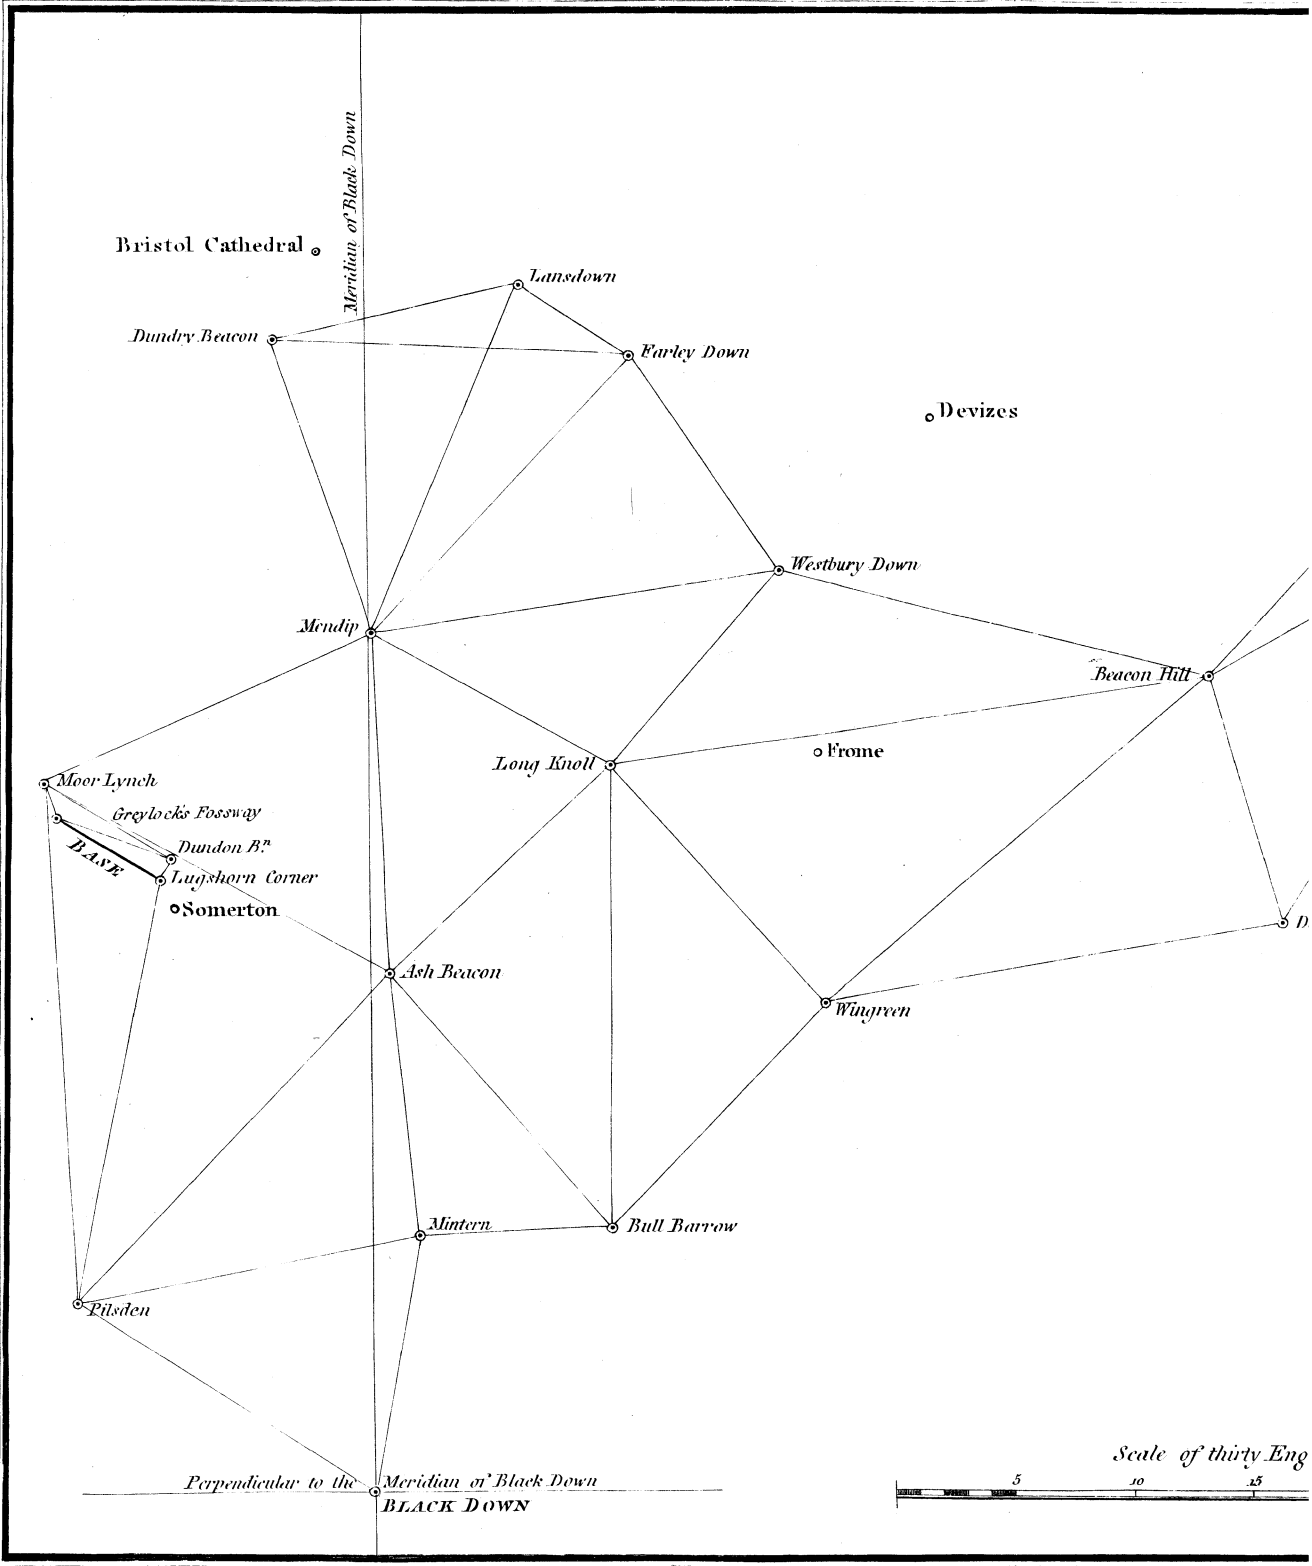 Meridian of Black Down
Bristol Cathedral
Lansdown
Dundry Beacon
Farley Down
Devizes
Westbury Down
Mendip
Beacon Hill
Frome
Long Knoll
Moor Lynch
Greylock's Fossway
Dundon Bn.
BASE
Lugshorn Corner
Somerton
D
Ash Beacon
Wingreen
Mintern
Bull Barrow
Pilsden
Scale of thirty Eng
5 10 15
Perpendicular to the Meridian of Black Down
BLACK DOWN